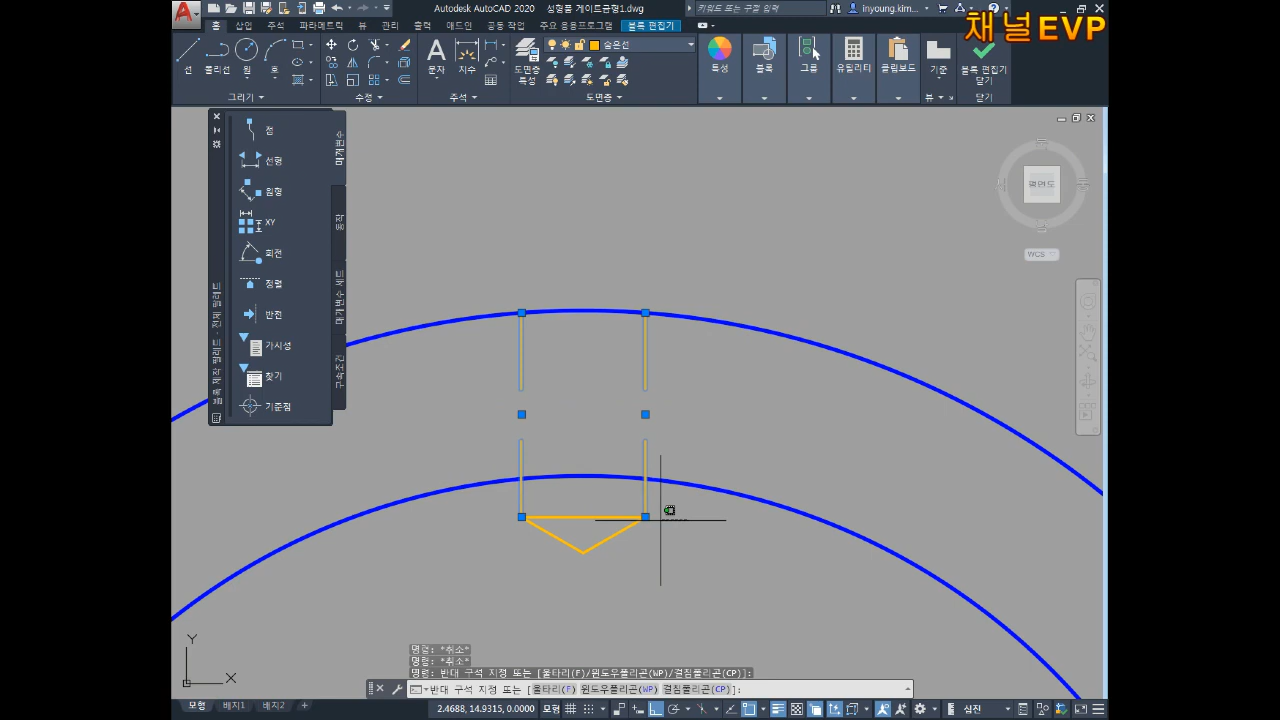 Autodesk AutoCAD 2020 성형품 게이트금형1.dwg
키워드 또는 구절 입력
inyoung.kim...
채널 EVP
홈 삽입 주석 파라메트릭 뷰 관리 출력 애드인 공동 작업 주요 응용프로그램 블록 편집기
선 폴리선 원 호
문자 치수
도면층 특성
숨은선
특성 블록 그룹 유틸리티 클립보드 기준 블록 편집기 닫기
그리기 수정 주석 도면층 뷰 닫기
점
선형
원형
XY
회전
정렬
반전
가시성
찾기
기준점
매개변수
동작
매개변수 세트
구속조건
블록 제작 팔레트 - 전체 팔레트
평면도
WCS
Y
X
명령: *취소*
명령: *취소*
명령: 반대 구석 지정 또는 [울타리(F)/윈도우폴리곤(WP)/걸침폴리곤(CP)]:
반대 구석 지정 또는 [울타리(F) 윈도우폴리곤(WP) 걸침폴리곤(CP)]:
모형 배치1 배치2 +
2.4688, 14.9315, 0.0000 모형
십진